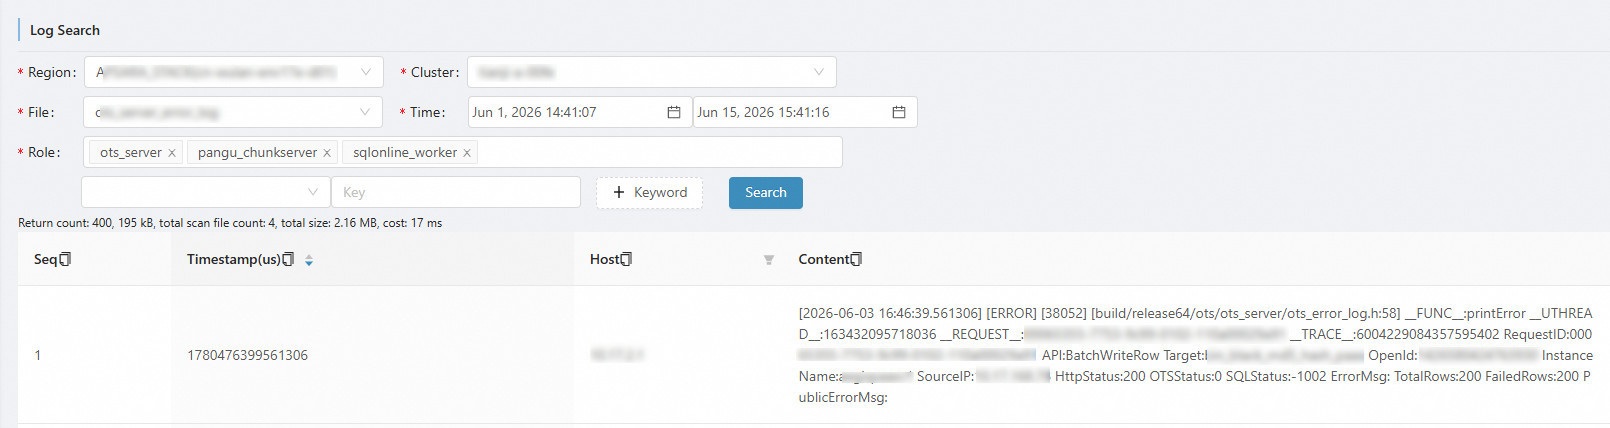 Log Search
* Region: A
* Cluster:
* File:
* Time: Jun 1, 2026 14:41:07 Jun 15, 2026 15:41:16
* Role: ots_server × pangu_chunkserver × sqlonline_worker ×
Key + Keyword Search
Return count: 400, 195 kB, total scan file count: 4, total size: 2.16 MB, cost: 17 ms
Seq Timestamp(us) Host Content
[2026-06-03 16:46:39.561306] [ERROR] [38052] [build/release64/ots/ots_server/ots_error_log.h:58] __FUNC__:printError __UTHREA
D__:163432095718036 __REQUEST__: __TRACE__:6004229084357595402 RequestID:000
1 1780476399561306 API:BatchWriteRow Target: OpenId: Instance
Name: SourceIP: HttpStatus:200 OTSStatus:0 SQLStatus:-1002 ErrorMsg: TotalRows:200 FailedRows:200 P
ublicErrorMsg: